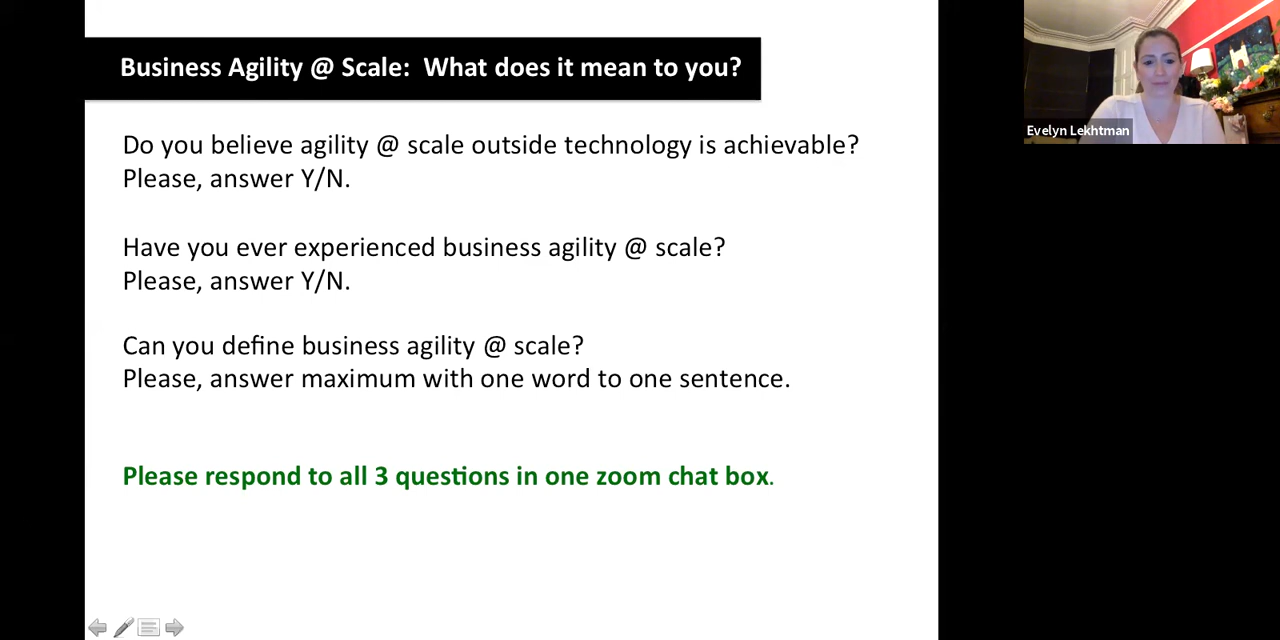 Business Agility @ Scale:  What does it mean to you?
Do you believe agility @ scale outside technology is achievable?
Please, answer Y/N.
Have you ever experienced business agility @ scale?
Please, answer Y/N.
Can you define business agility @ scale?
Please, answer maximum with one word to one sentence.
Please respond to all 3 questions in one zoom chat box.
Evelyn Lekhtman